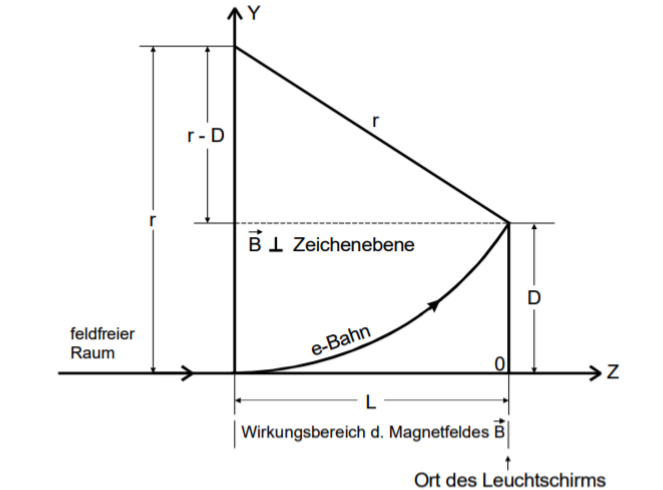 Y
r
r - D
r
B ⊥ Zeichenebene
D
feldfreier
Raum
e-Bahn
0
Z
L
Wirkungsbereich d. Magnetfeldes B
Ort des Leuchtschirms